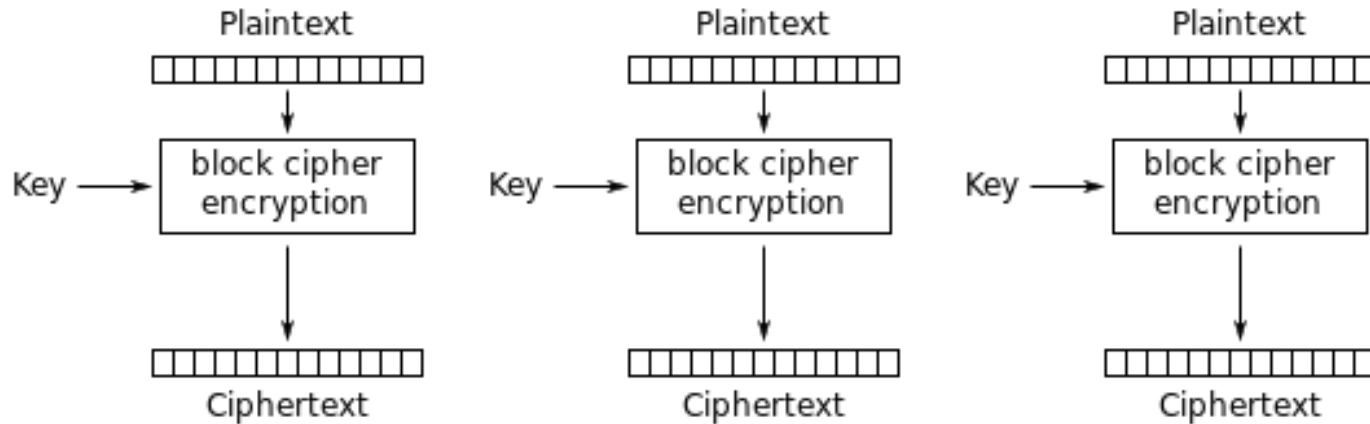 Plaintext
Plaintext
Plaintext
Key
block cipher
encryption
Key
block cipher
encryption
Key
block cipher
encryption
Ciphertext
Ciphertext
Ciphertext